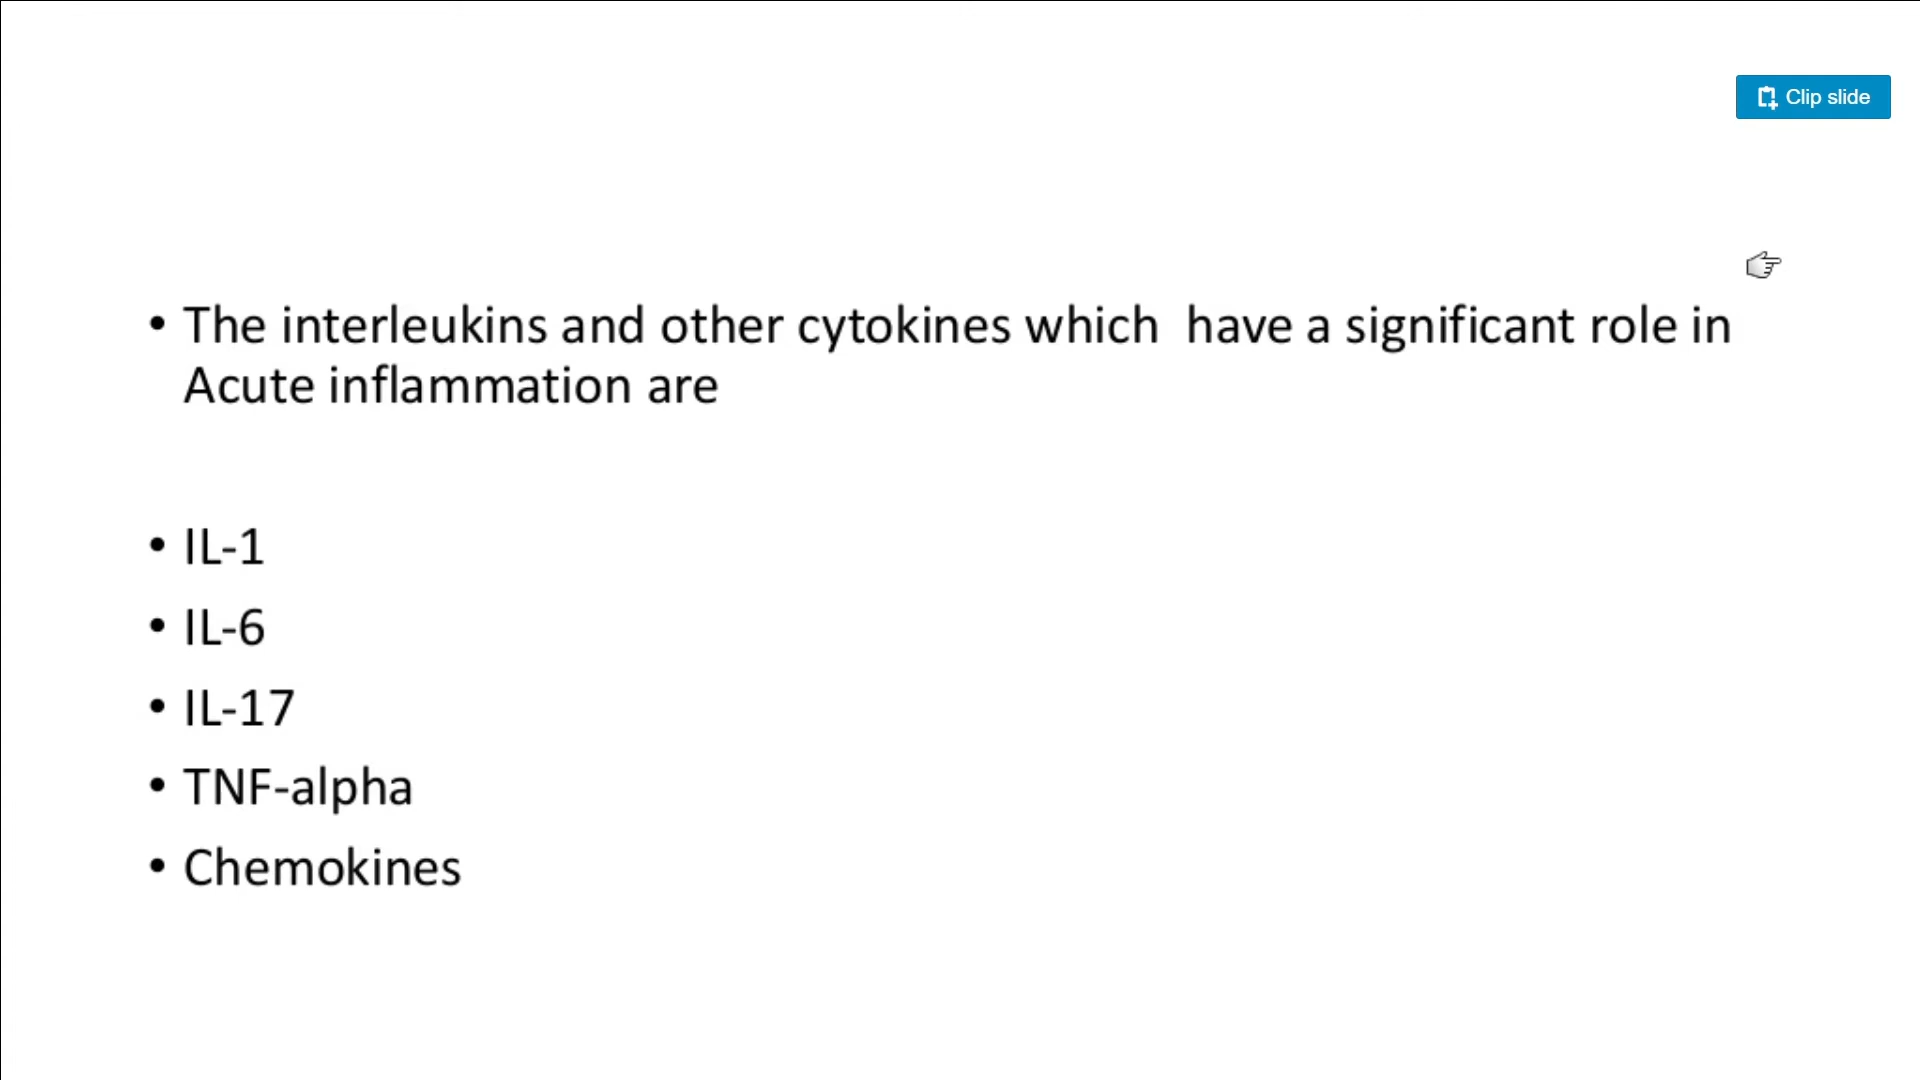 Clip slide
• The interleukins and other cytokines which  have a significant role in
Acute inflammation are
• IL-1
• IL-6
• IL-17
• TNF-alpha
• Chemokines